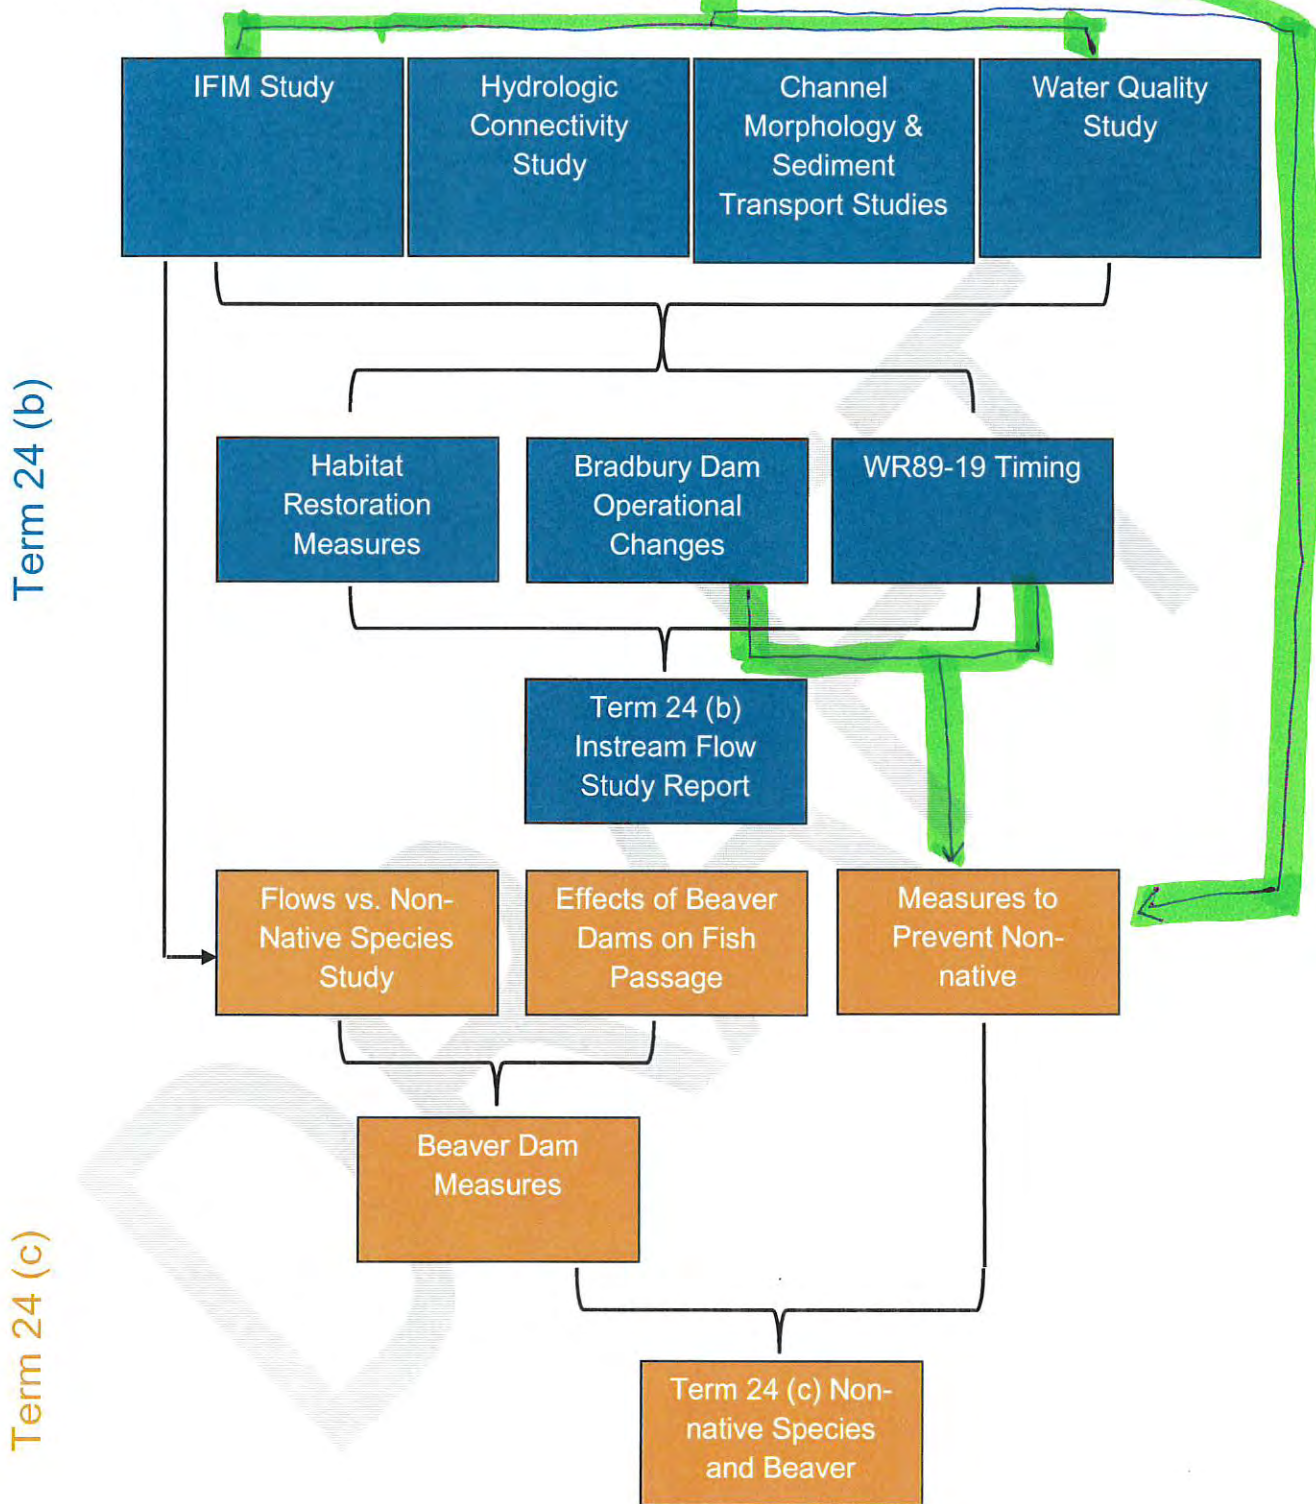 IFIM Study
Hydrologic
Connectivity
Study
Channel
Morphology &
Sediment
Transport Studies
Water Quality
Study
Term 24 (b)
Habitat
Restoration
Measures
Bradbury Dam
Operational
Changes
WR89-19 Timing
Term 24 (b)
Instream Flow
Study Report
Flows vs. Non-
Native Species
Study
Effects of Beaver
Dams on Fish
Passage
Measures to
Prevent Non-
native
Beaver Dam
Measures
Term 24 (c)
Term 24 (c) Non-
native Species
and Beaver
DRAFT